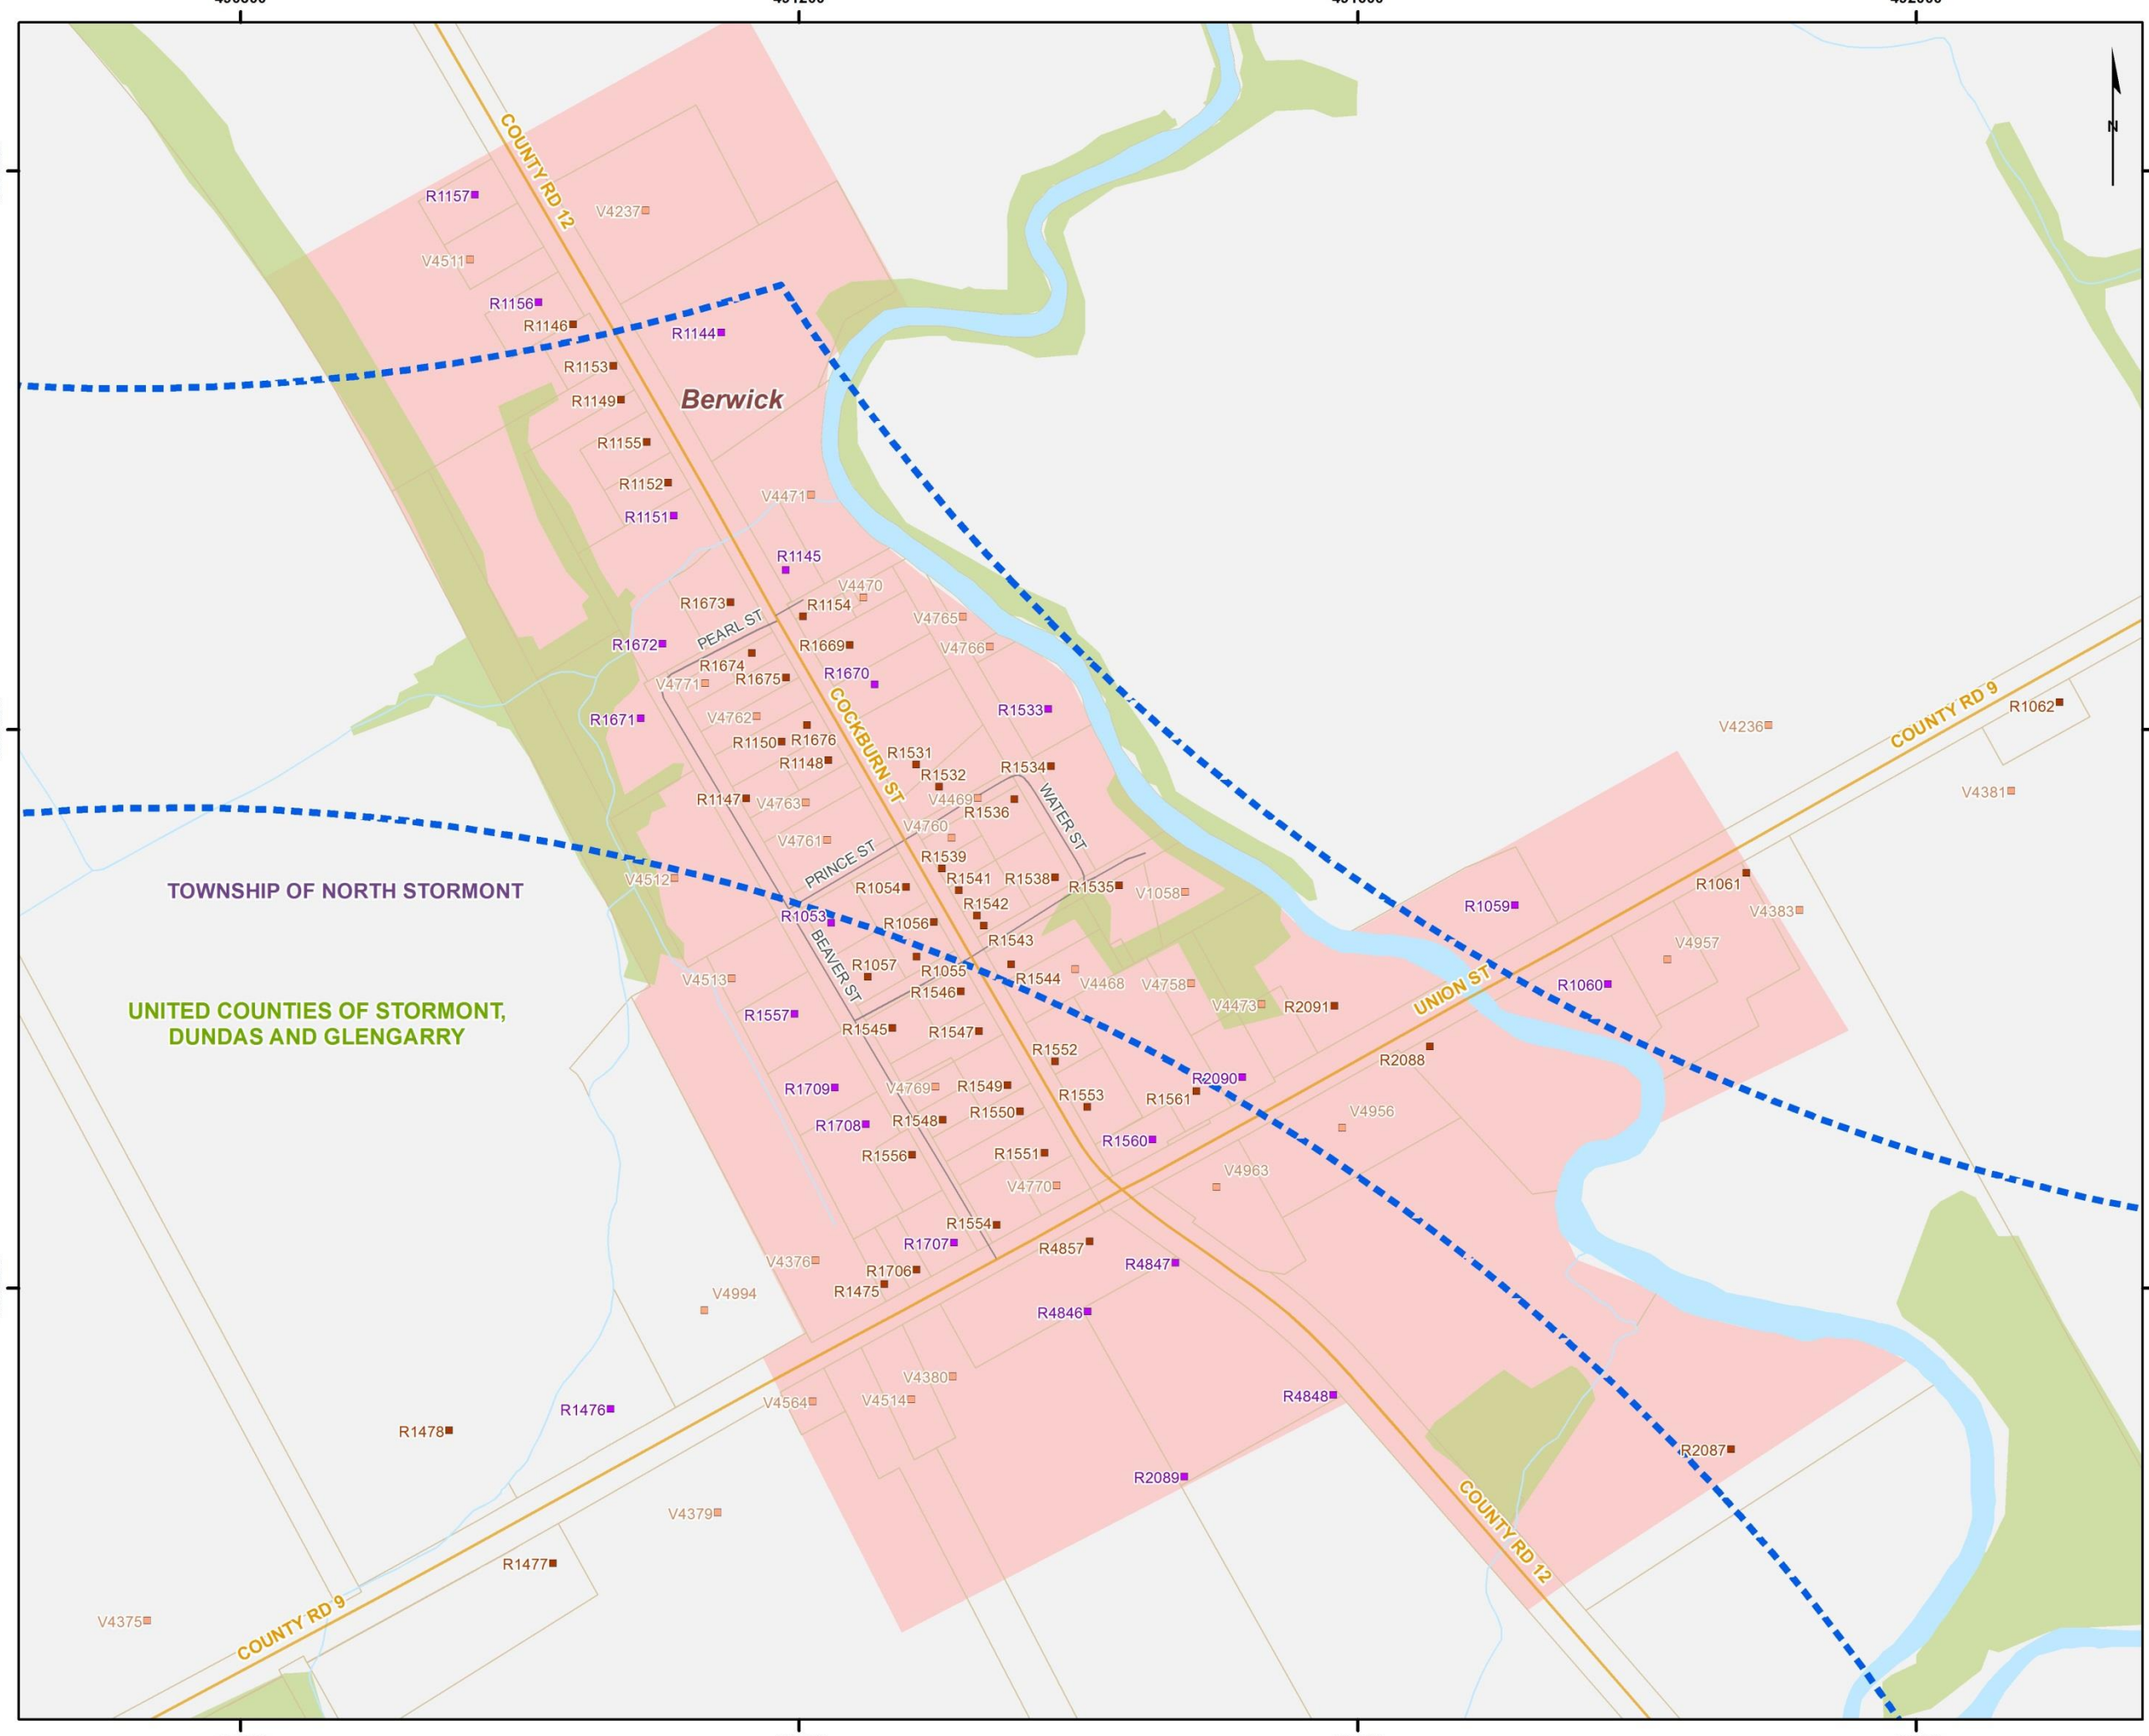 COUNTY RD 12
N
R1157
V4237
V4511
R1156
R1146
R1144
R1153
Berwick
R1149
R1155
R1152
V4471
R1151
R1145
V4470
R1673
R1154
PEARL ST
V4765
R1672
R1669
V4766
R1674
R1670
R1675
V4771
COUNTY RD 9
R1062
R1533
V4762
R1671
COCKBURN ST
V4236
R1150
R1676
R1531
R1148
R1532
R1534
V4381
R1147
V4763
V4469
R1536
WATER ST
V4760
V4761
PRINCE ST
R1539
V4512
R1541
R1538
R1054
R1535
V1058
R1061
TOWNSHIP OF NORTH STORMONT
R1542
R1059
V4383
R1053
R1056
R1543
V4957
BEAVER ST
R1057
R1055
R1544
V4513
V4468
V4758
UNION ST
R1060
R1546
V4473
R2091
UNITED COUNTIES OF STORMONT,
DUNDAS AND GLENGARRY
R1557
R1545
R1547
R1552
R2088
R2090
R1709
V4769
R1549
R1553
R1561
R1550
V4956
R1548
R1708
R1560
R1556
R1551
V4963
V4770
R1554
R1707
R4857
V4376
R4847
R1706
R1475
V4994
R4846
V4380
R4848
V4564
V4514
R1476
R1478
R2087
R2089
V4379
COUNTY RD 12
R1477
COUNTY RD 9
V4375